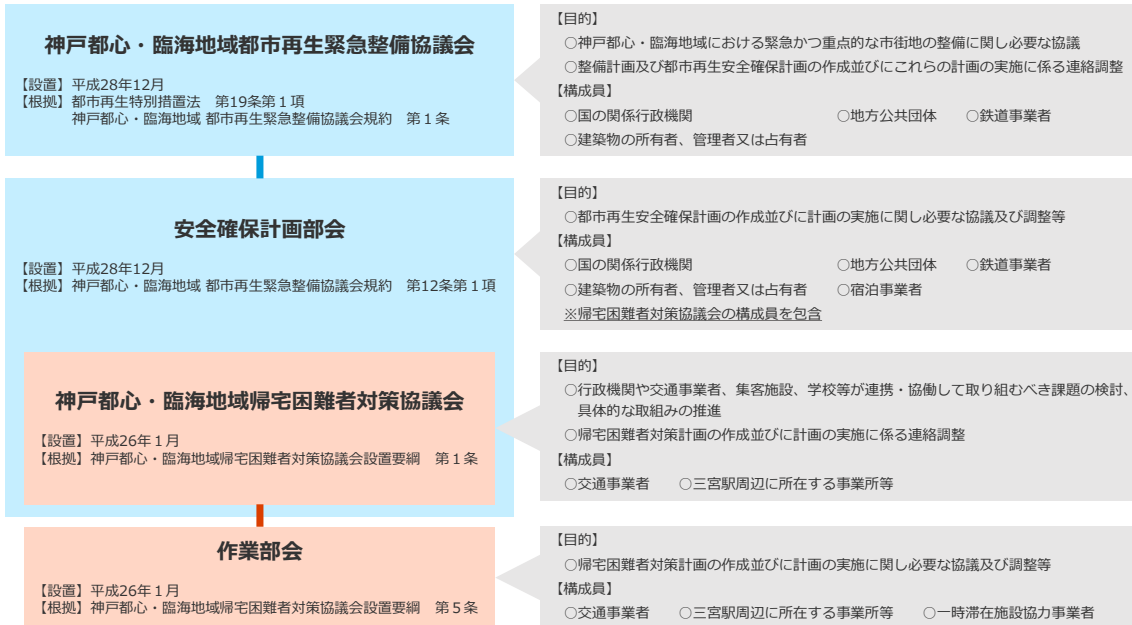 神戸都心・臨海地域都市再生緊急整備協議会
【設置】平成28年12月
【根拠】都市再生特別措置法　第19条第１項
神戸都心・臨海地域 都市再生緊急整備協議会規約　第１条
【目的】
○神戸都心・臨海地域における緊急かつ重点的な市街地の整備に関し必要な協議
○整備計画及び都市再生安全確保計画の作成並びにこれらの計画の実施に係る連絡調整
【構成員】
○国の関係行政機関　○地方公共団体　○鉄道事業者
○建築物の所有者、管理者又は占有者
安全確保計画部会
【設置】平成28年12月
【根拠】神戸都心・臨海地域 都市再生緊急整備協議会規約　第12条第１項
【目的】
○都市再生安全確保計画の作成並びに計画の実施に関し必要な協議及び調整等
【構成員】
○国の関係行政機関　○地方公共団体　○鉄道事業者
○建築物の所有者、管理者又は占有者　○宿泊事業者
※帰宅困難者対策協議会の構成員を包含
神戸都心・臨海地域帰宅困難者対策協議会
【設置】平成26年１月
【根拠】神戸都心・臨海地域帰宅困難者対策協議会設置要綱　第１条
【目的】
○行政機関や交通事業者、集客施設、学校等が連携・協働して取り組むべき課題の検討、
具体的な取組みの推進
○帰宅困難者対策計画の作成並びに計画の実施に係る連絡調整
【構成員】
○交通事業者　○三宮駅周辺に所在する事業所等
作業部会
【設置】平成26年１月
【根拠】神戸都心・臨海地域帰宅困難者対策協議会設置要綱　第５条
【目的】
○帰宅困難者対策計画の作成並びに計画の実施に関し必要な協議及び調整等
【構成員】
○交通事業者　○三宮駅周辺に所在する事業所等　○一時滞在施設協力事業者